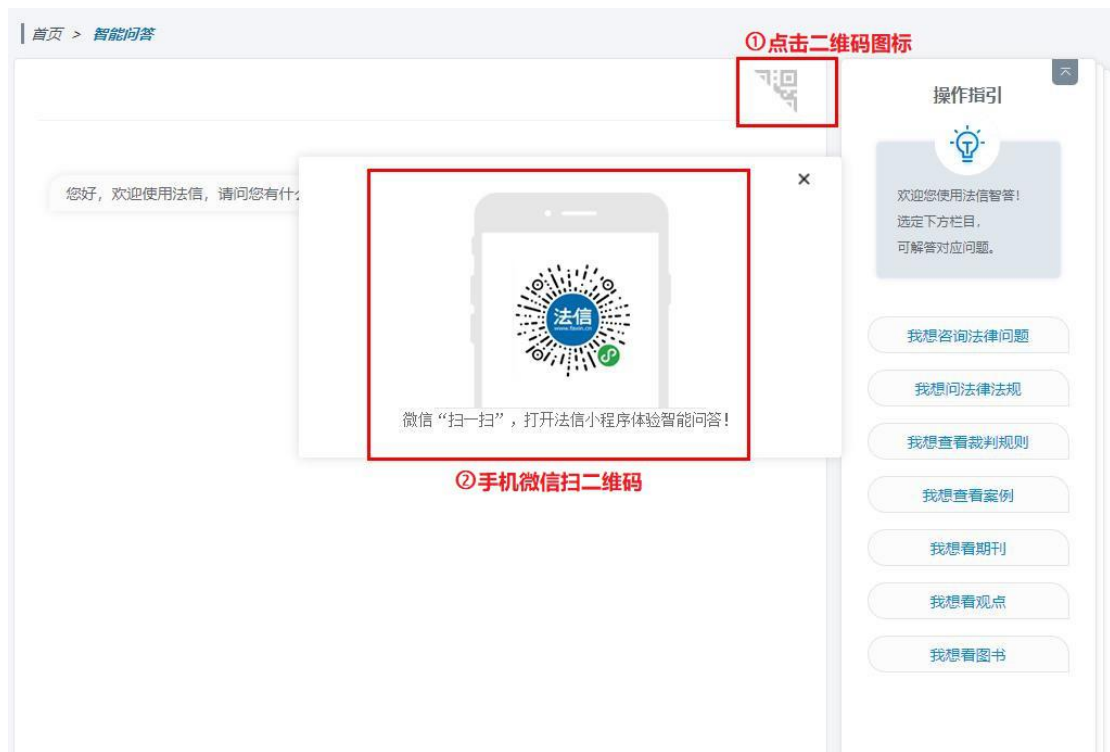 首页 > 智能问答
①点击二维码图标
您好，欢迎使用法信，请问您有什
法信
www.faxin.cn
微信“扫一扫”，打开法信小程序体验智能问答！
②手机微信扫二维码
操作指引
欢迎您使用法信智答！
选定下方栏目，
可解答对应问题。
我想咨询法律问题
我想问法律法规
我想查看裁判规则
我想查看案例
我想看期刊
我想看观点
我想看图书